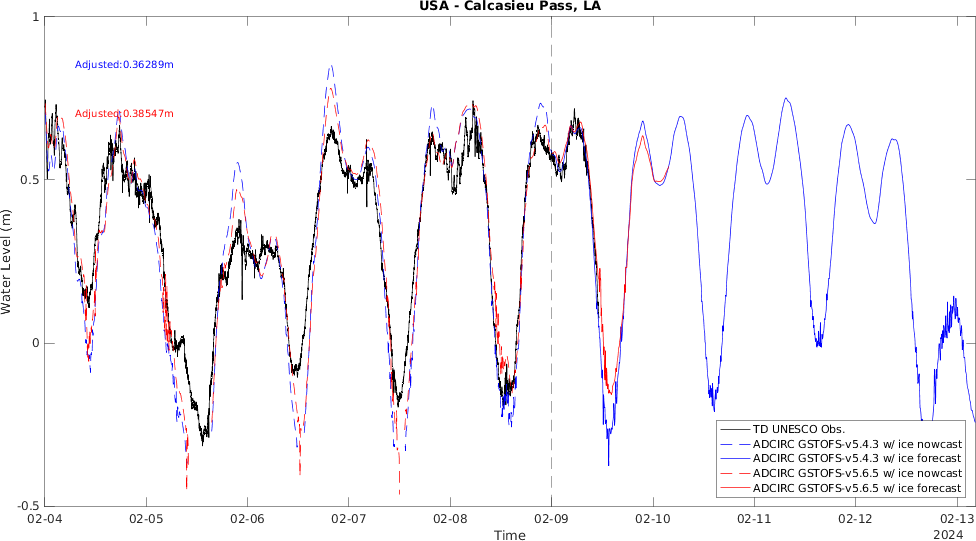 USA - Calcasieu Pass, LA
1
Adjusted:0.36289m
Adjusted:0.38547m
0.5
Water Level (m)
0
TD UNESCO Obs.
ADCIRC GSTOFS-v5.4.3 w/ ice nowcast
ADCIRC GSTOFS-v5.4.3 w/ ice forecast
ADCIRC GSTOFS-v5.6.5 w/ ice nowcast
ADCIRC GSTOFS-v5.6.5 w/ ice forecast
-0.5
02-04 02-05 02-06 02-07 02-08 02-09 02-10 02-11 02-12 02-13
Time
2024